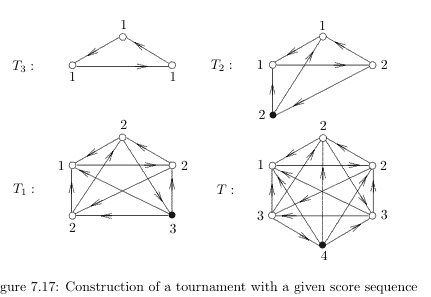 1
T₃ :
1 1
1
T₂ :
1 2
2
2
1 2
T₁ :
2 3
2
1 2
T :
3 3
4
gure 7.17: Construction of a tournament with a given score sequence